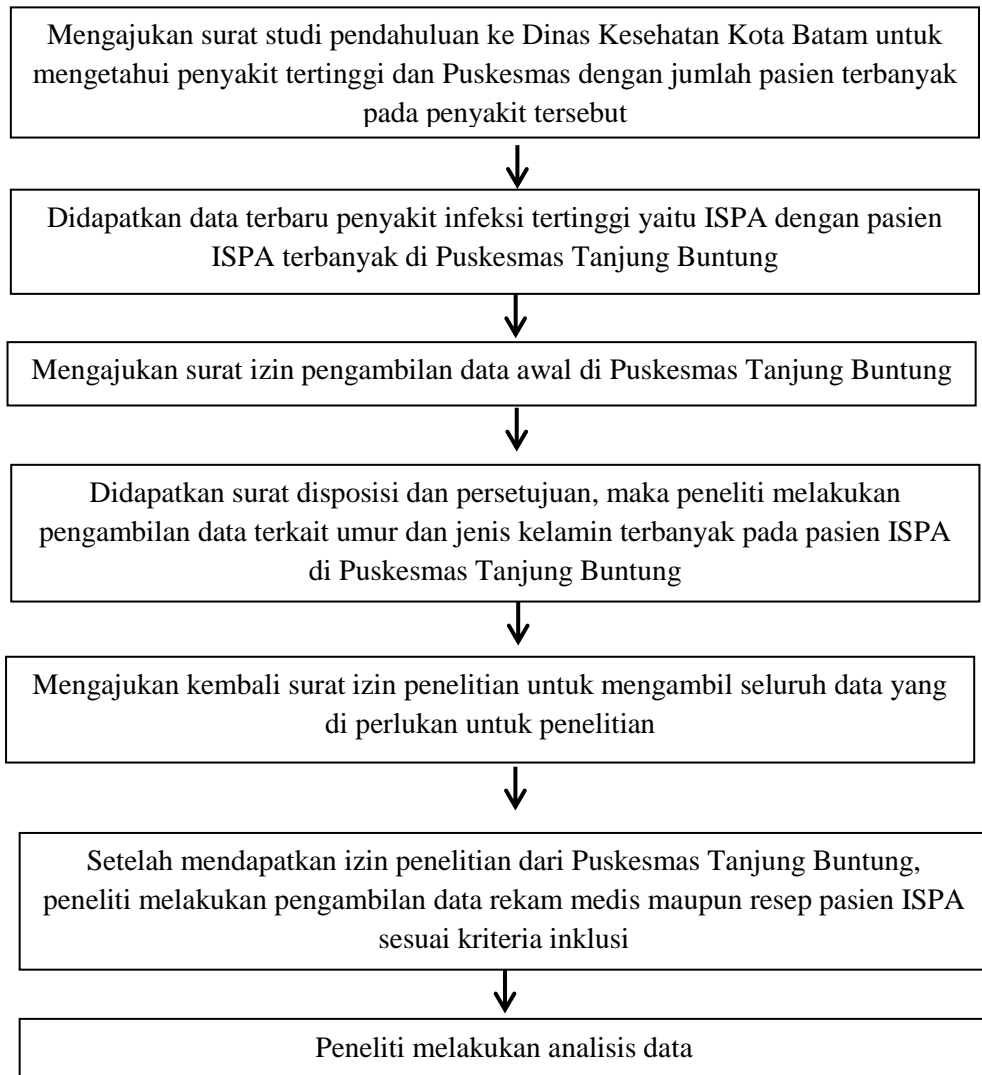 Mengajukan surat studi pendahuluan ke Dinas Kesehatan Kota Batam untuk
mengetahui penyakit tertinggi dan Puskesmas dengan jumlah pasien terbanyak
pada penyakit tersebut
Didapatkan data terbaru penyakit infeksi tertinggi yaitu ISPA dengan pasien
ISPA terbanyak di Puskesmas Tanjung Buntung
Mengajukan surat izin pengambilan data awal di Puskesmas Tanjung Buntung
Didapatkan surat disposisi dan persetujuan, maka peneliti melakukan
pengambilan data terkait umur dan jenis kelamin terbanyak pada pasien ISPA
di Puskesmas Tanjung Buntung
Mengajukan kembali surat izin penelitian untuk mengambil seluruh data yang
di perlukan untuk penelitian
Setelah mendapatkan izin penelitian dari Puskesmas Tanjung Buntung,
peneliti melakukan pengambilan data rekam medis maupun resep pasien ISPA
sesuai kriteria inklusi
Peneliti melakukan analisis data